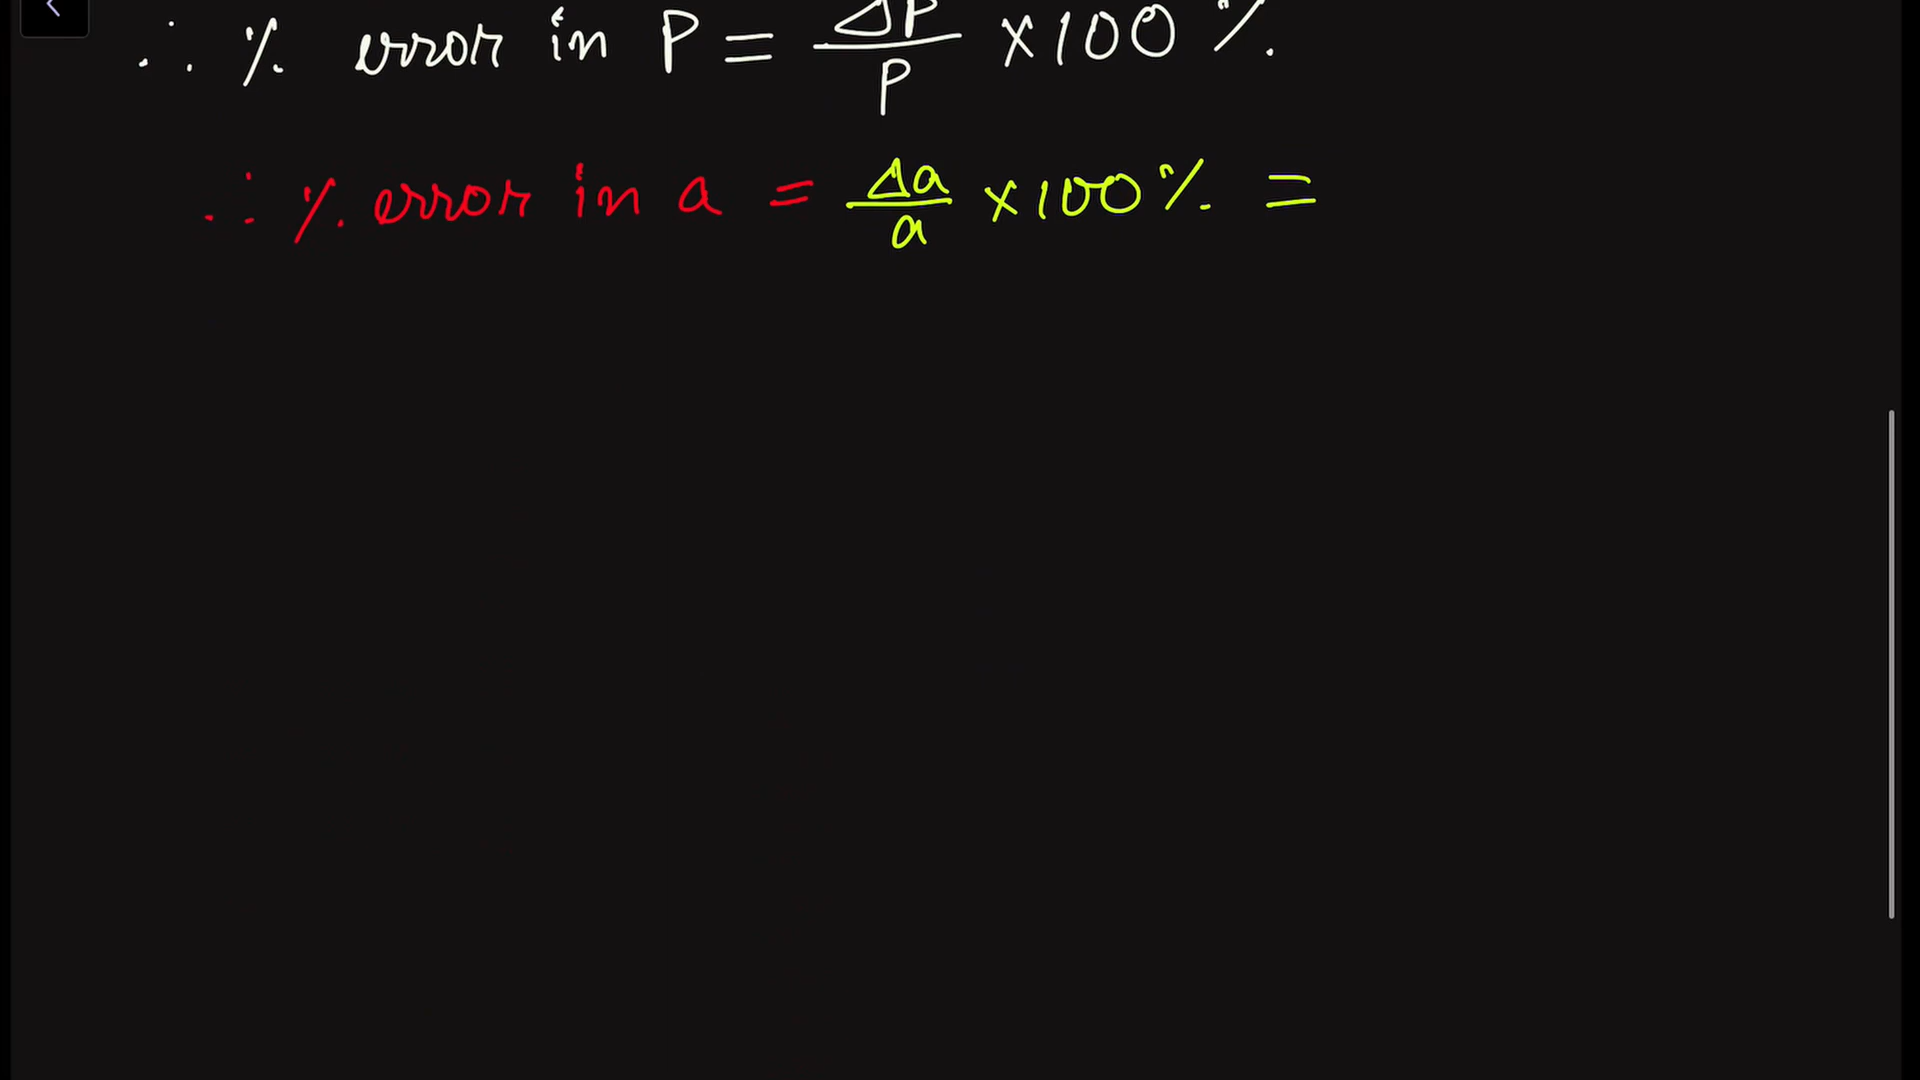 ∴ % error in P = ΔP/P × 100 %.
∴ % error in a = Δa/a × 100 % =